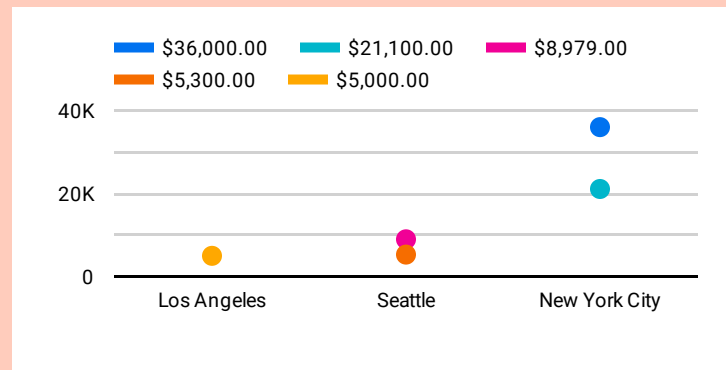 $36,000.00 $21,100.00 $8,979.00
$5,300.00 $5,000.00
40K
20K
0
Los Angeles Seattle New York City